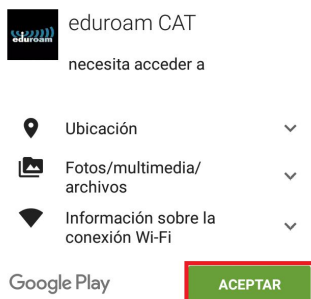 eduroam
eduroam CAT
necesita acceder a
Ubicación
Fotos/multimedia/
archivos
Información sobre la
conexión Wi-Fi
Google Play
ACEPTAR